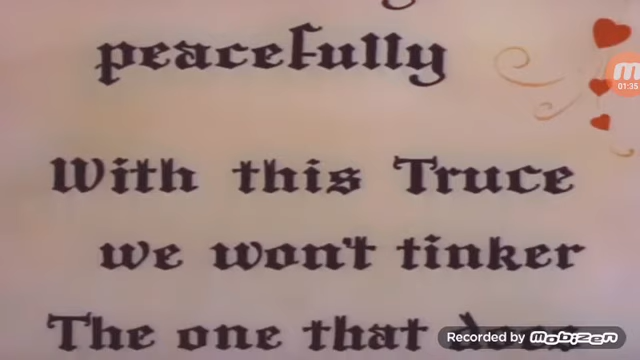 peacefully
01:35
With this Truce
we won't tinker
The one that
Recorded by Mobizen